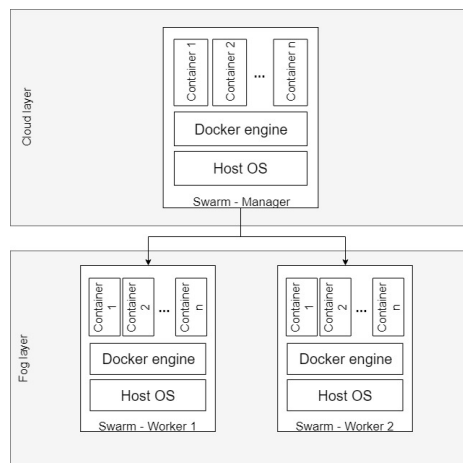 Cloud layer
Container 1
Container 2
...
Container n
Docker engine
Host OS
Swarm - Manager
Fog layer
Container
1
Container
2
...
Container
n
Docker engine
Host OS
Swarm - Worker 1
Container
1
Container
2
...
Container
n
Docker engine
Host OS
Swarm - Worker 2